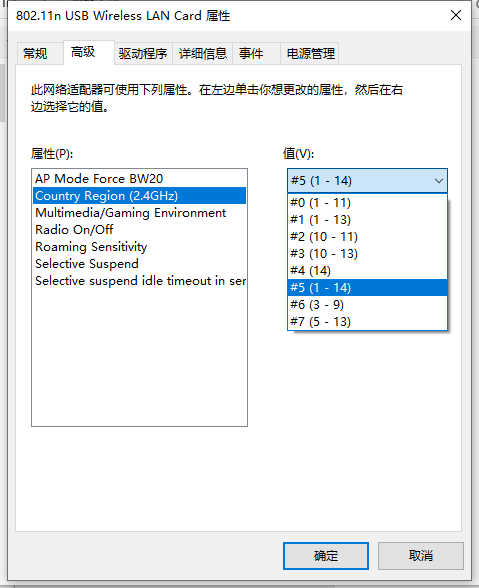 802.11n USB Wireless LAN Card 属性
常规
高级
驱动程序
详细信息
事件
电源管理
此网络适配器可使用下列属性。在左边单击你想更改的属性，然后在右
边选择它的值。
属性(P):
值(V):
AP Mode Force BW20
Country Region (2.4GHz)
Multimedia/Gaming Environment
Radio On/Off
Roaming Sensitivity
Selective Suspend
Selective suspend idle timeout in ser
#5 (1 - 14)
#0 (1 - 11)
#1 (1 - 13)
#2 (10 - 11)
#3 (10 - 13)
#4 (14)
#5 (1 - 14)
#6 (3 - 9)
#7 (5 - 13)
确定
取消